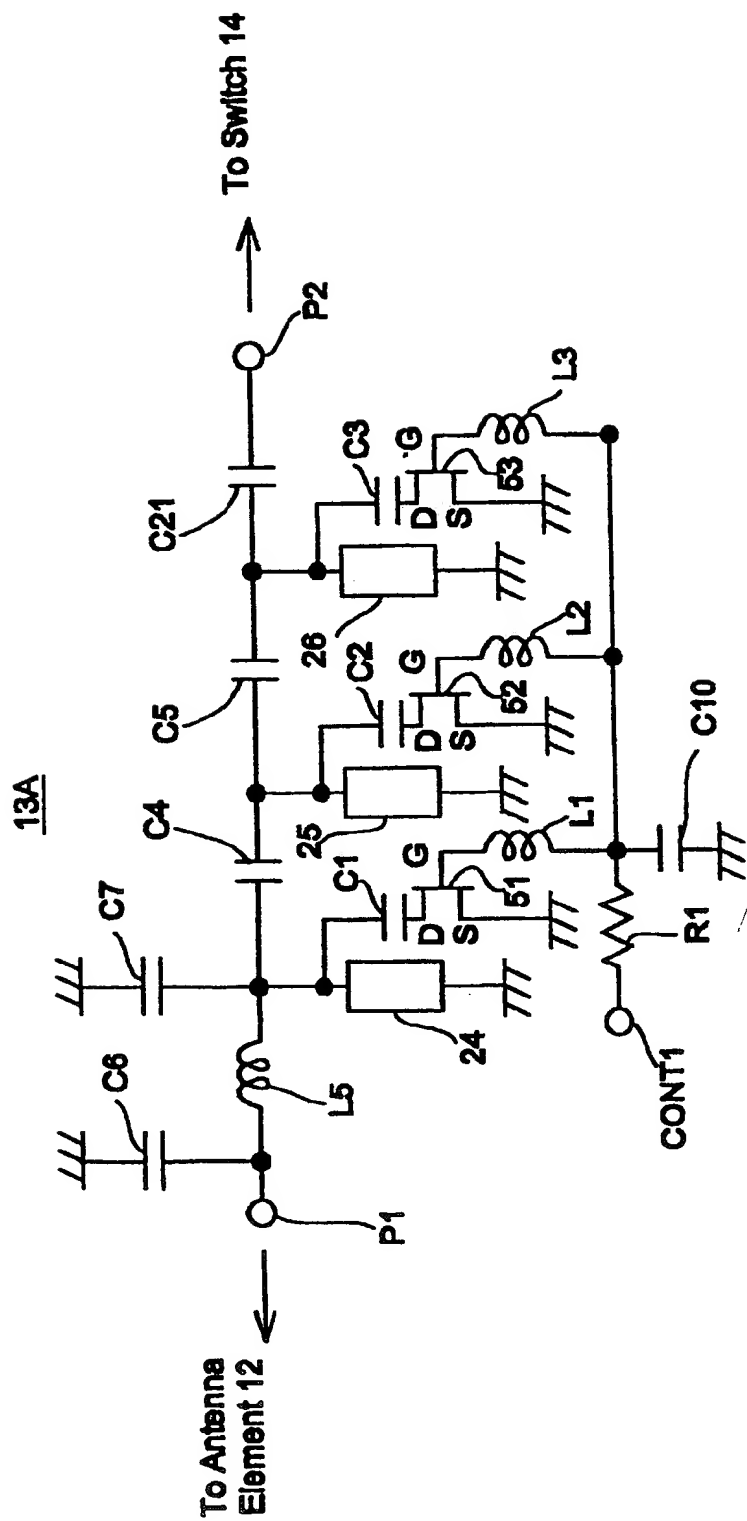 13A
To Antenna
Element 12
To Switch 14
P1
C6
L5
C7
C4
C5
C21
P2
24
C1
D
G
S
51
L1
25
C2
D
G
S
52
L2
26
C3
D
G
S
53
L3
CONT1
R1
C10